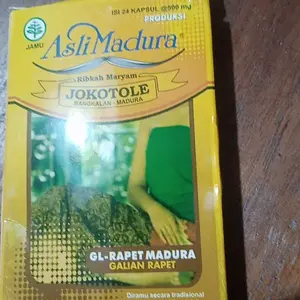 ISI 24 KAPSUL @500 mg
PRODUKSI
JAMU
Asli Madura®
Ribkah Maryam
JOKOTOLE
BANGKALAN - MADURA
GL-RAPET MADURA
GALIAN RAPET
Diramu secara tradisional